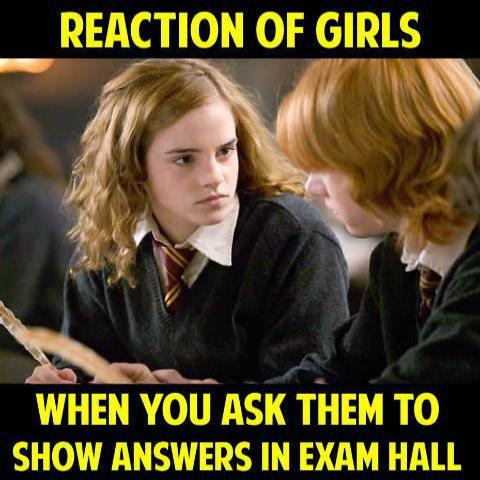 REACTION OF GIRLS
WHEN YOU ASK THEM TO
SHOW ANSWERS IN EXAM HALL